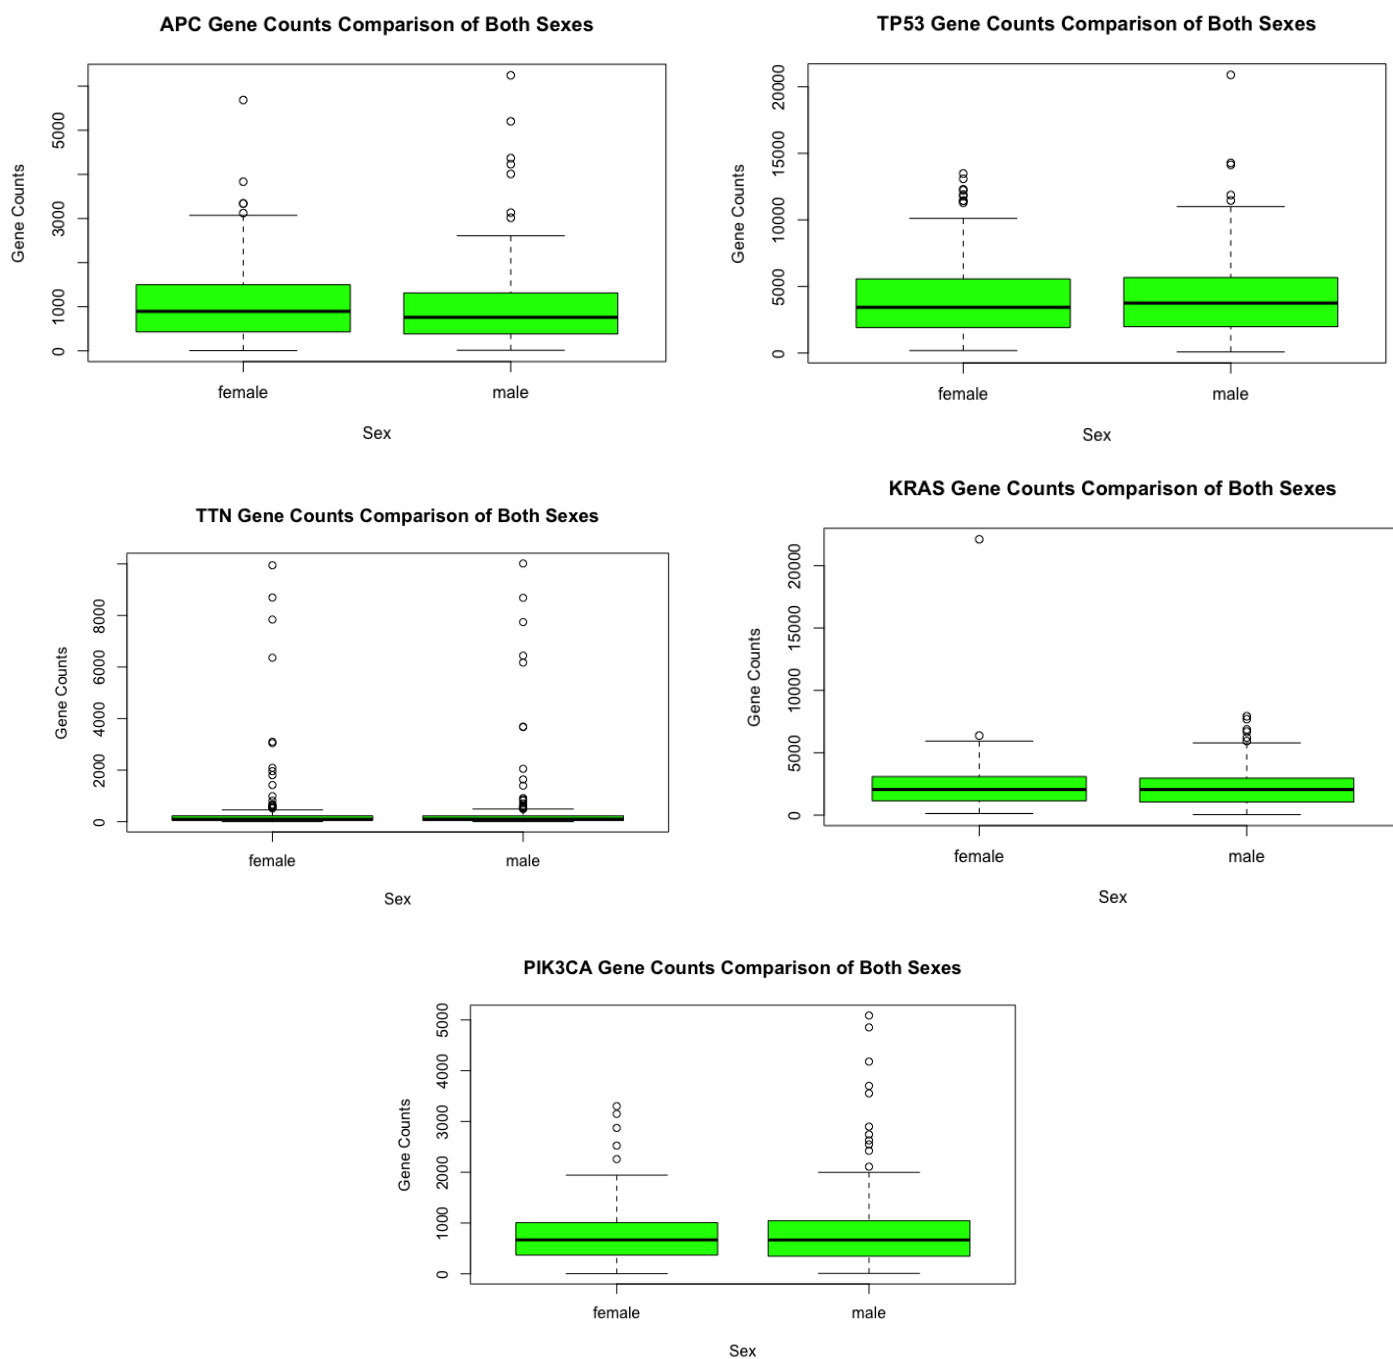 APC Gene Counts Comparison of Both Sexes
Gene Counts
5000
3000
1000
0
female
male
Sex
TP53 Gene Counts Comparison of Both Sexes
Gene Counts
20000
15000
10000
5000
0
female
male
Sex
TTN Gene Counts Comparison of Both Sexes
Gene Counts
8000
6000
4000
2000
0
female
male
Sex
KRAS Gene Counts Comparison of Both Sexes
Gene Counts
20000
15000
10000
5000
0
female
male
Sex
PIK3CA Gene Counts Comparison of Both Sexes
Gene Counts
5000
4000
3000
2000
1000
0
female
male
Sex